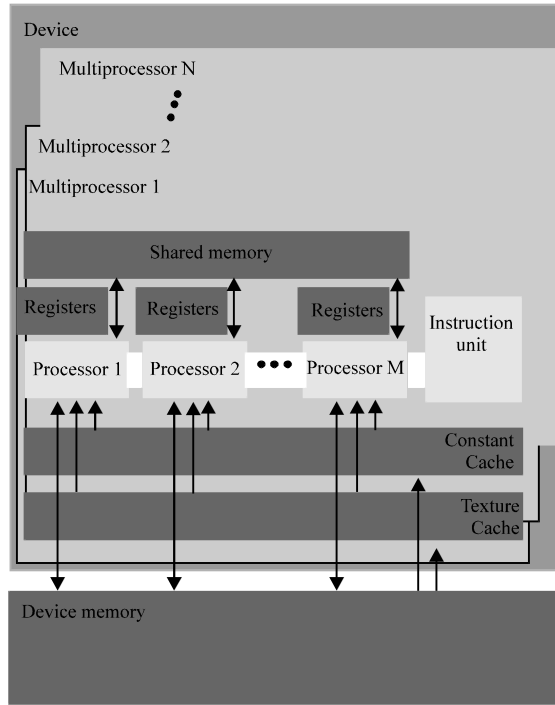 Device
Multiprocessor N
Multiprocessor 2
Multiprocessor 1
Shared memory
Registers
Registers
Registers
Instruction
unit
Processor 1
Processor 2
Processor M
Constant
Cache
Texture
Cache
Device memory